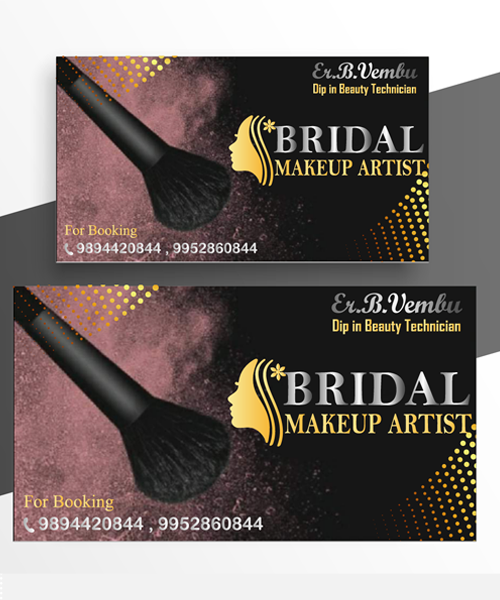 Er.B.Vembu
Dip in Beauty Technician
BRIDAL
MAKEUP ARTIST
For Booking
9894420844 , 9952860844
Er.B.Vembu
Dip in Beauty Technician
BRIDAL
MAKEUP ARTIST
For Booking
9894420844 , 9952860844